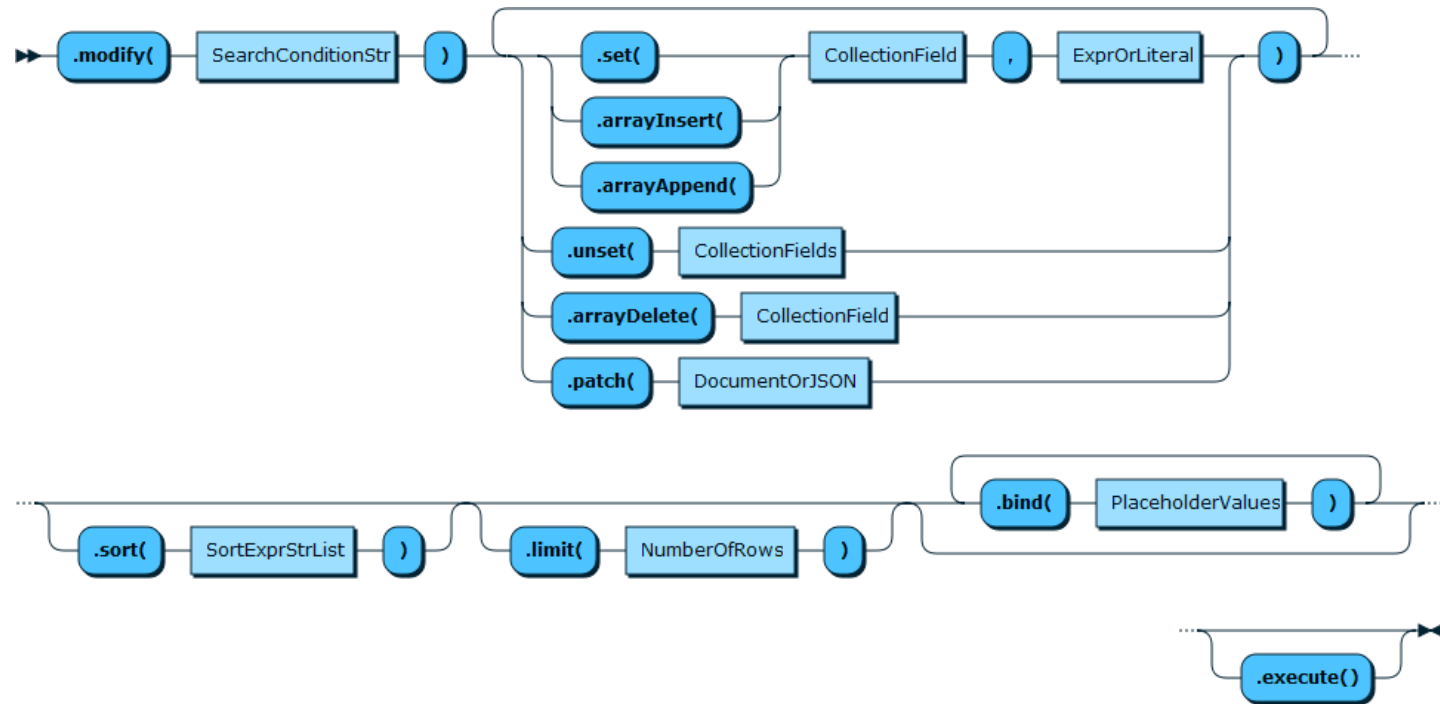 .modify( SearchConditionStr ) .set( CollectionField , ExprOrLiteral )
.arrayInsert(
.arrayAppend(
.unset( CollectionFields
.arrayDelete( CollectionField
.patch( DocumentOrJSON
.bind( PlaceholderValues )
.sort( SortExprStrList ) .limit( NumberOfRows )
.execute()